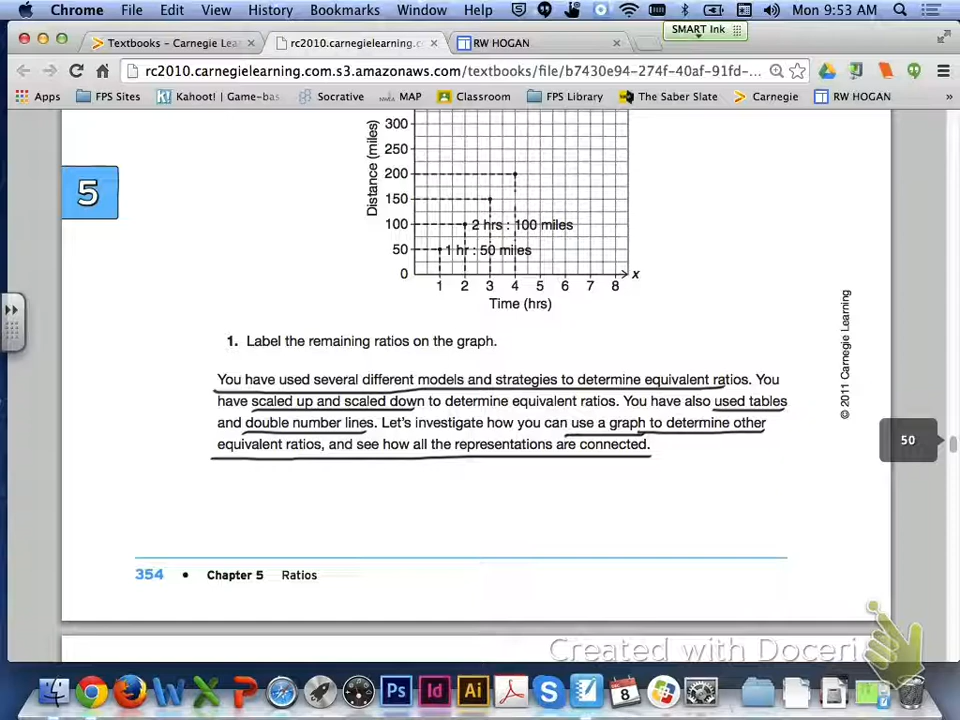 Chrome File Edit View History Bookmarks Window Help Mon 9:53 AM
SMART Ink
Textbooks – Carnegie Lea × rc2010.carnegielearning.c × RW HOGAN ×
rc2010.carnegielearning.com.s3.amazonaws.com/textbooks/file/b7430e94-274f-40af-91fd-...
Apps FPS Sites Kahoot! | Game-bas Socrative MAP Classroom FPS Library The Saber Slate Carnegie RW HOGAN »
5
Distance (miles)
300
250
200
150
100 2 hrs : 100 miles
50 1 hr : 50 miles
0 x
1 2 3 4 5 6 7 8
Time (hrs)
1. Label the remaining ratios on the graph.
You have used several different models and strategies to determine equivalent ratios. You
have scaled up and scaled down to determine equivalent ratios. You have also used tables
and double number lines. Let's investigate how you can use a graph to determine other
equivalent ratios, and see how all the representations are connected.
© 2011 Carnegie Learning
50
354 • Chapter 5 Ratios
Created with Doceri
W X P Ps Id Ai S 8